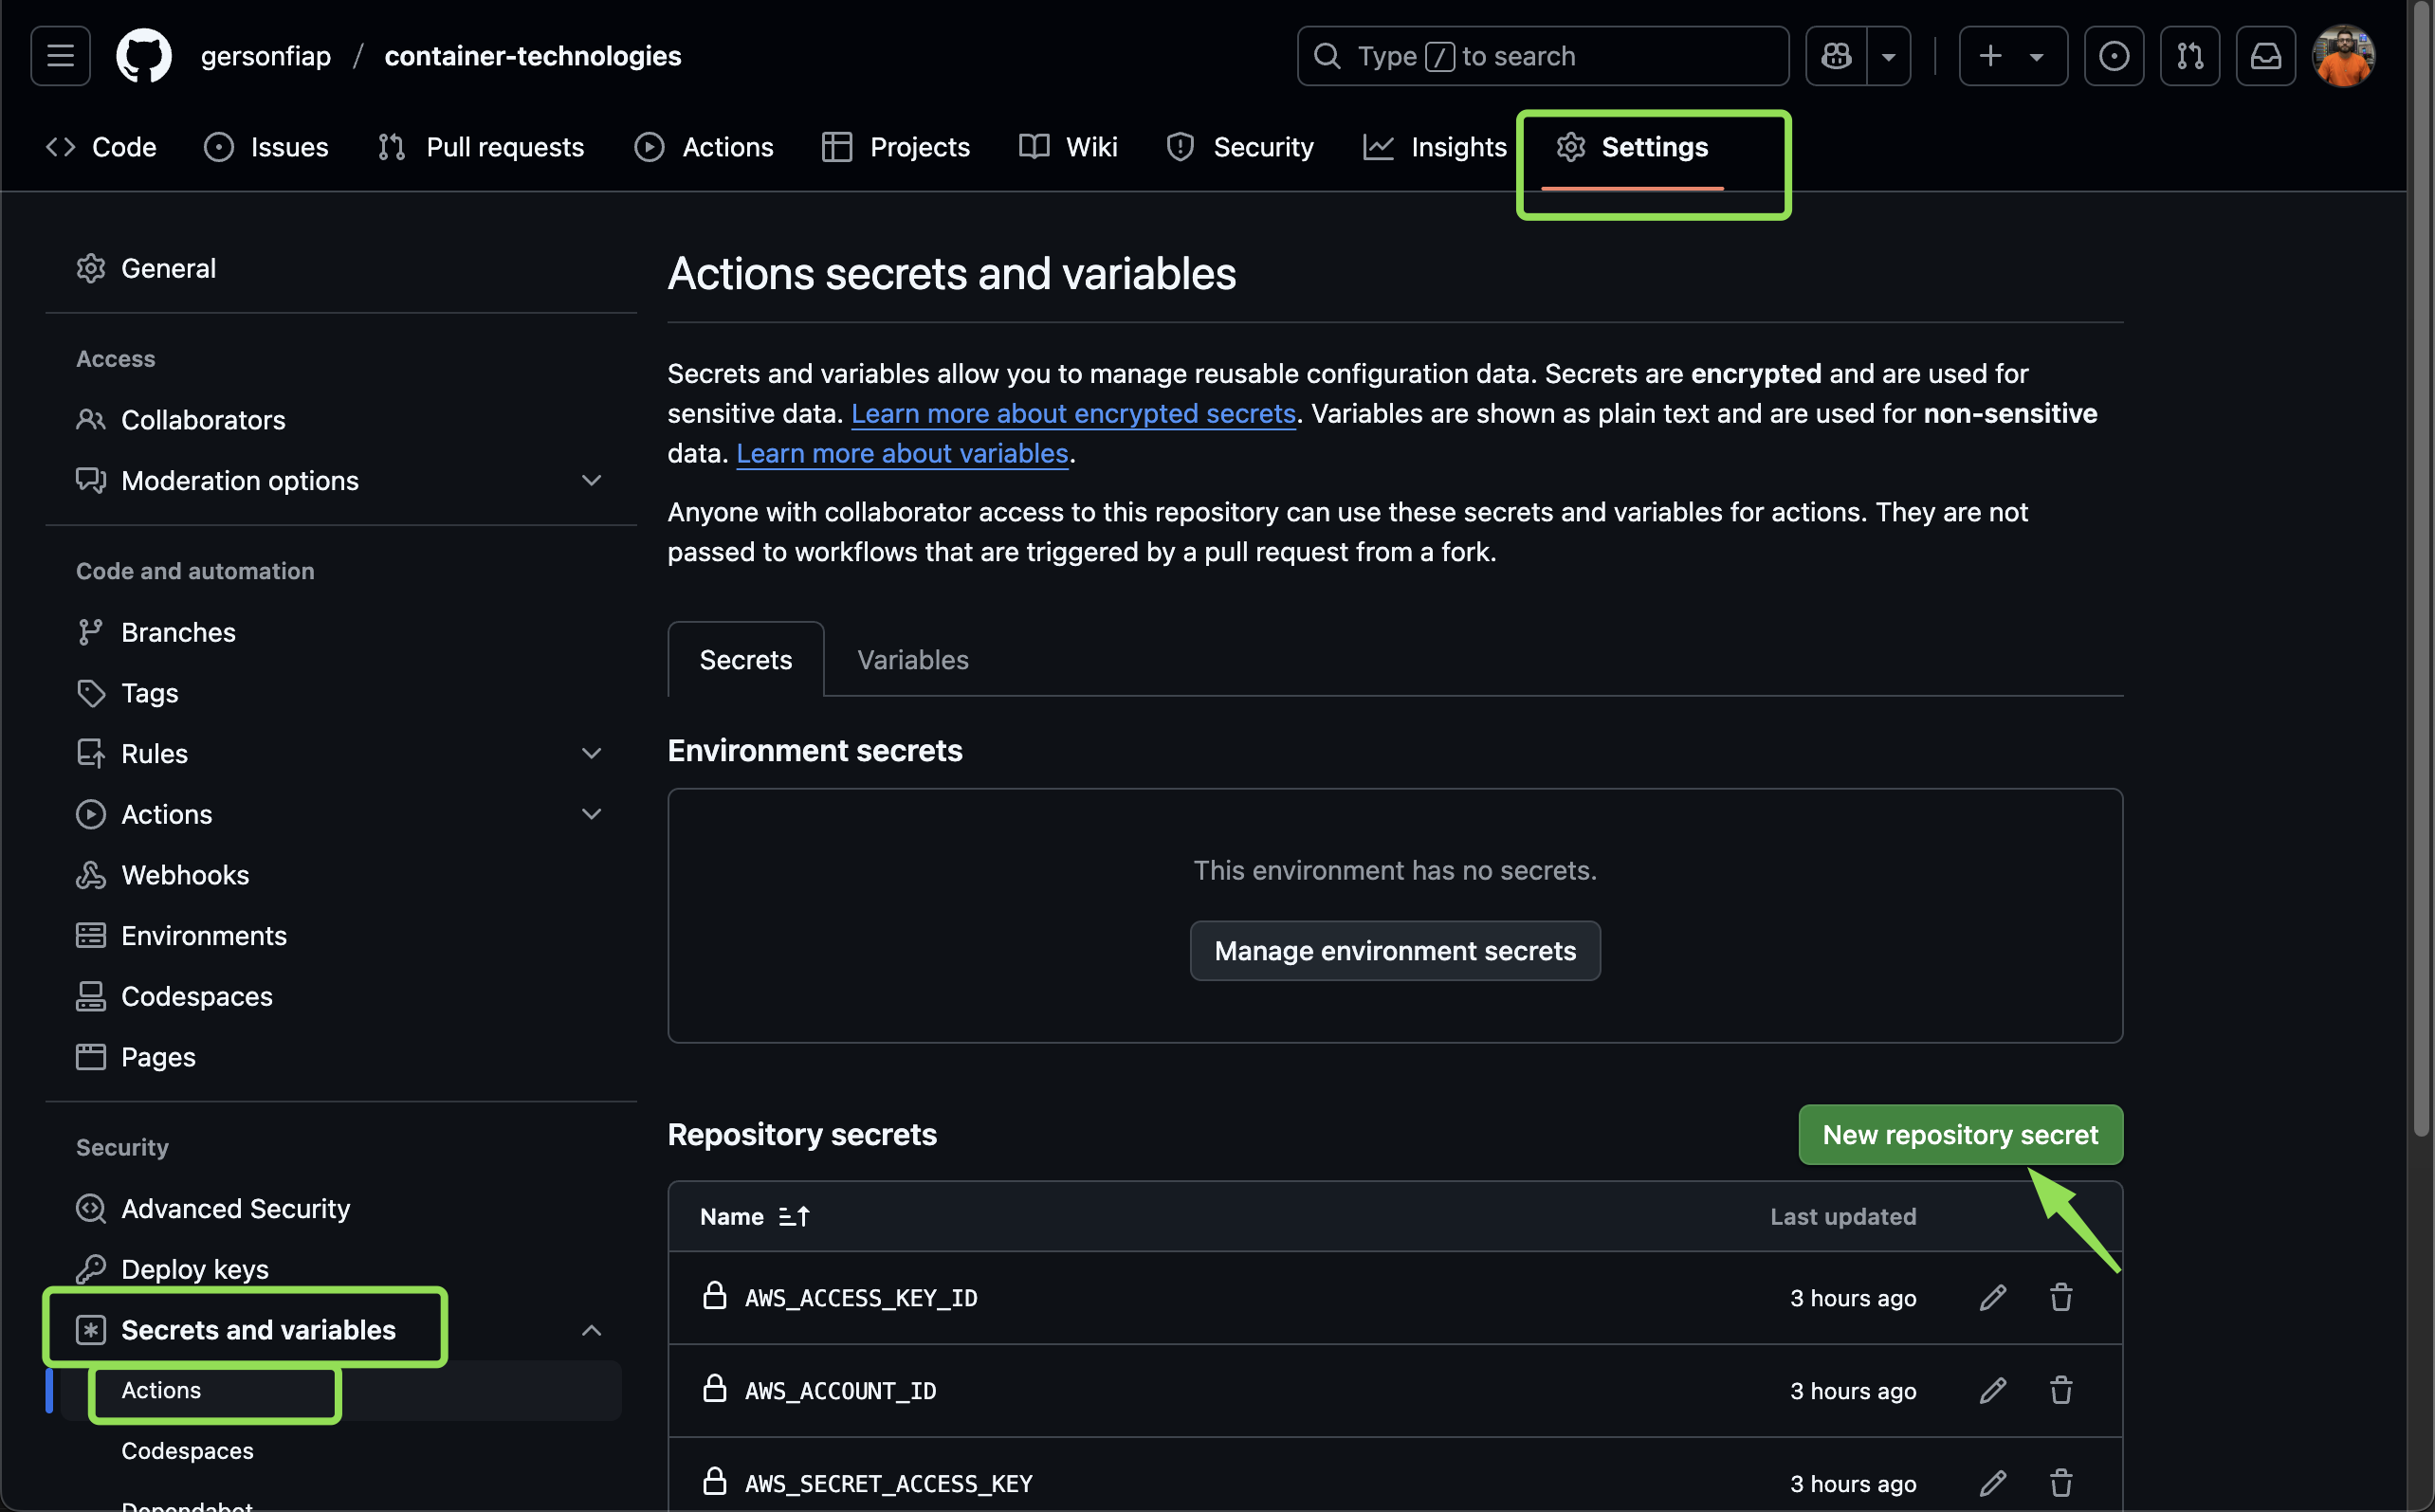 gersonfiap / container-technologies
Type / to search
Code
Issues
Pull requests
Actions
Projects
Wiki
Security
Insights
Settings
General
Access
Collaborators
Moderation options
Code and automation
Branches
Tags
Rules
Actions
Webhooks
Environments
Codespaces
Pages
Security
Advanced Security
Deploy keys
Secrets and variables
Actions
Codespaces
Dependabot
Actions secrets and variables
Secrets and variables allow you to manage reusable configuration data. Secrets are encrypted and are used for
sensitive data. Learn more about encrypted secrets. Variables are shown as plain text and are used for non-sensitive
data. Learn more about variables.
Anyone with collaborator access to this repository can use these secrets and variables for actions. They are not
passed to workflows that are triggered by a pull request from a fork.
Secrets
Variables
Environment secrets
This environment has no secrets.
Manage environment secrets
Repository secrets
New repository secret
Name
Last updated
AWS_ACCESS_KEY_ID
3 hours ago
AWS_ACCOUNT_ID
3 hours ago
AWS_SECRET_ACCESS_KEY
3 hours ago